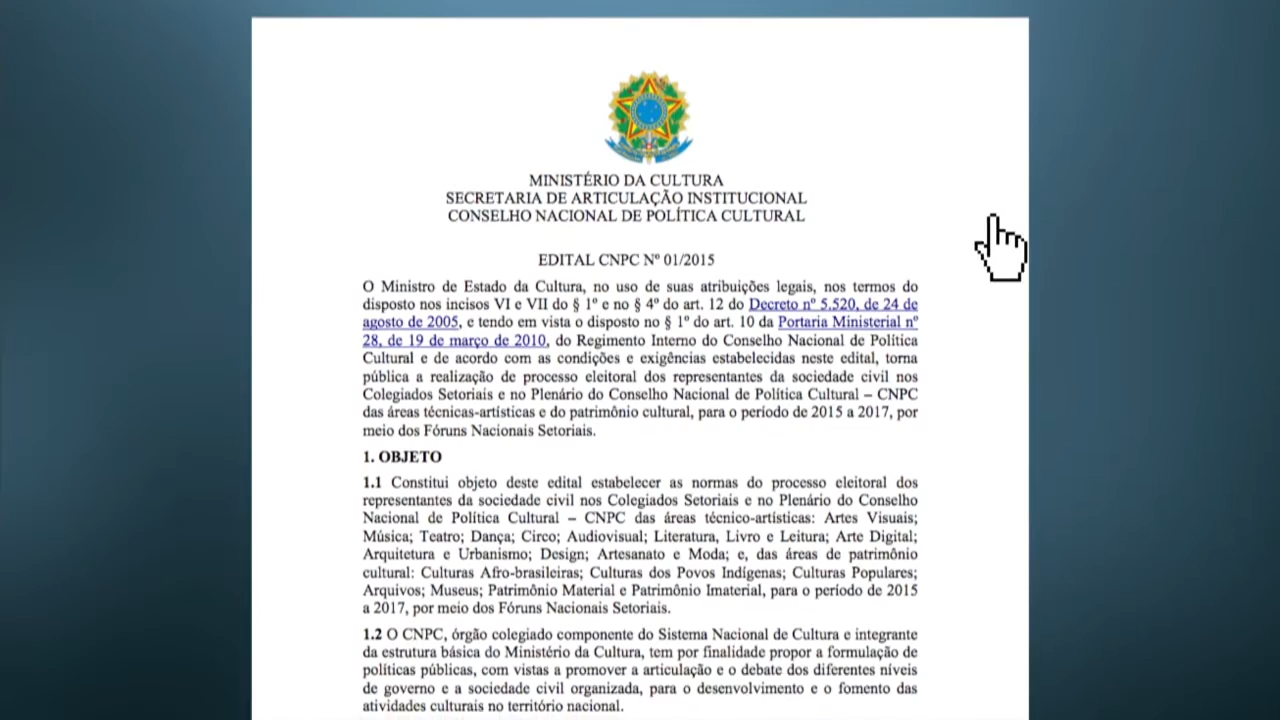 MINISTÉRIO DA CULTURA
SECRETARIA DE ARTICULAÇÃO INSTITUCIONAL
CONSELHO NACIONAL DE POLÍTICA CULTURAL
EDITAL CNPC Nº 01/2015
O Ministro de Estado da Cultura, no uso de suas atribuições legais, nos termos do
disposto nos incisos VI e VII do § 1º e no § 4º do art. 12 do Decreto nº 5.520, de 24 de
agosto de 2005, e tendo em vista o disposto no § 1º do art. 10 da Portaria Ministerial nº
28, de 19 de março de 2010, do Regimento Interno do Conselho Nacional de Política
Cultural e de acordo com as condições e exigências estabelecidas neste edital, torna
pública a realização de processo eleitoral dos representantes da sociedade civil nos
Colegiados Setoriais e no Plenário do Conselho Nacional de Política Cultural – CNPC
das áreas técnicas-artísticas e do patrimônio cultural, para o período de 2015 a 2017, por
meio dos Fóruns Nacionais Setoriais.
1. OBJETO
1.1 Constitui objeto deste edital estabelecer as normas do processo eleitoral dos
representantes da sociedade civil nos Colegiados Setoriais e no Plenário do Conselho
Nacional de Política Cultural – CNPC das áreas técnico-artísticas: Artes Visuais;
Música; Teatro; Dança; Circo; Audiovisual; Literatura, Livro e Leitura; Arte Digital;
Arquitetura e Urbanismo; Design; Artesanato e Moda; e, das áreas de patrimônio
cultural: Culturas Afro-brasileiras; Culturas dos Povos Indígenas; Culturas Populares;
Arquivos; Museus; Patrimônio Material e Patrimônio Imaterial, para o período de 2015
a 2017, por meio dos Fóruns Nacionais Setoriais.
1.2 O CNPC, órgão colegiado componente do Sistema Nacional de Cultura e integrante
da estrutura básica do Ministério da Cultura, tem por finalidade propor a formulação de
políticas públicas, com vistas a promover a articulação e o debate dos diferentes níveis
de governo e a sociedade civil organizada, para o desenvolvimento e o fomento das
atividades culturais no território nacional.